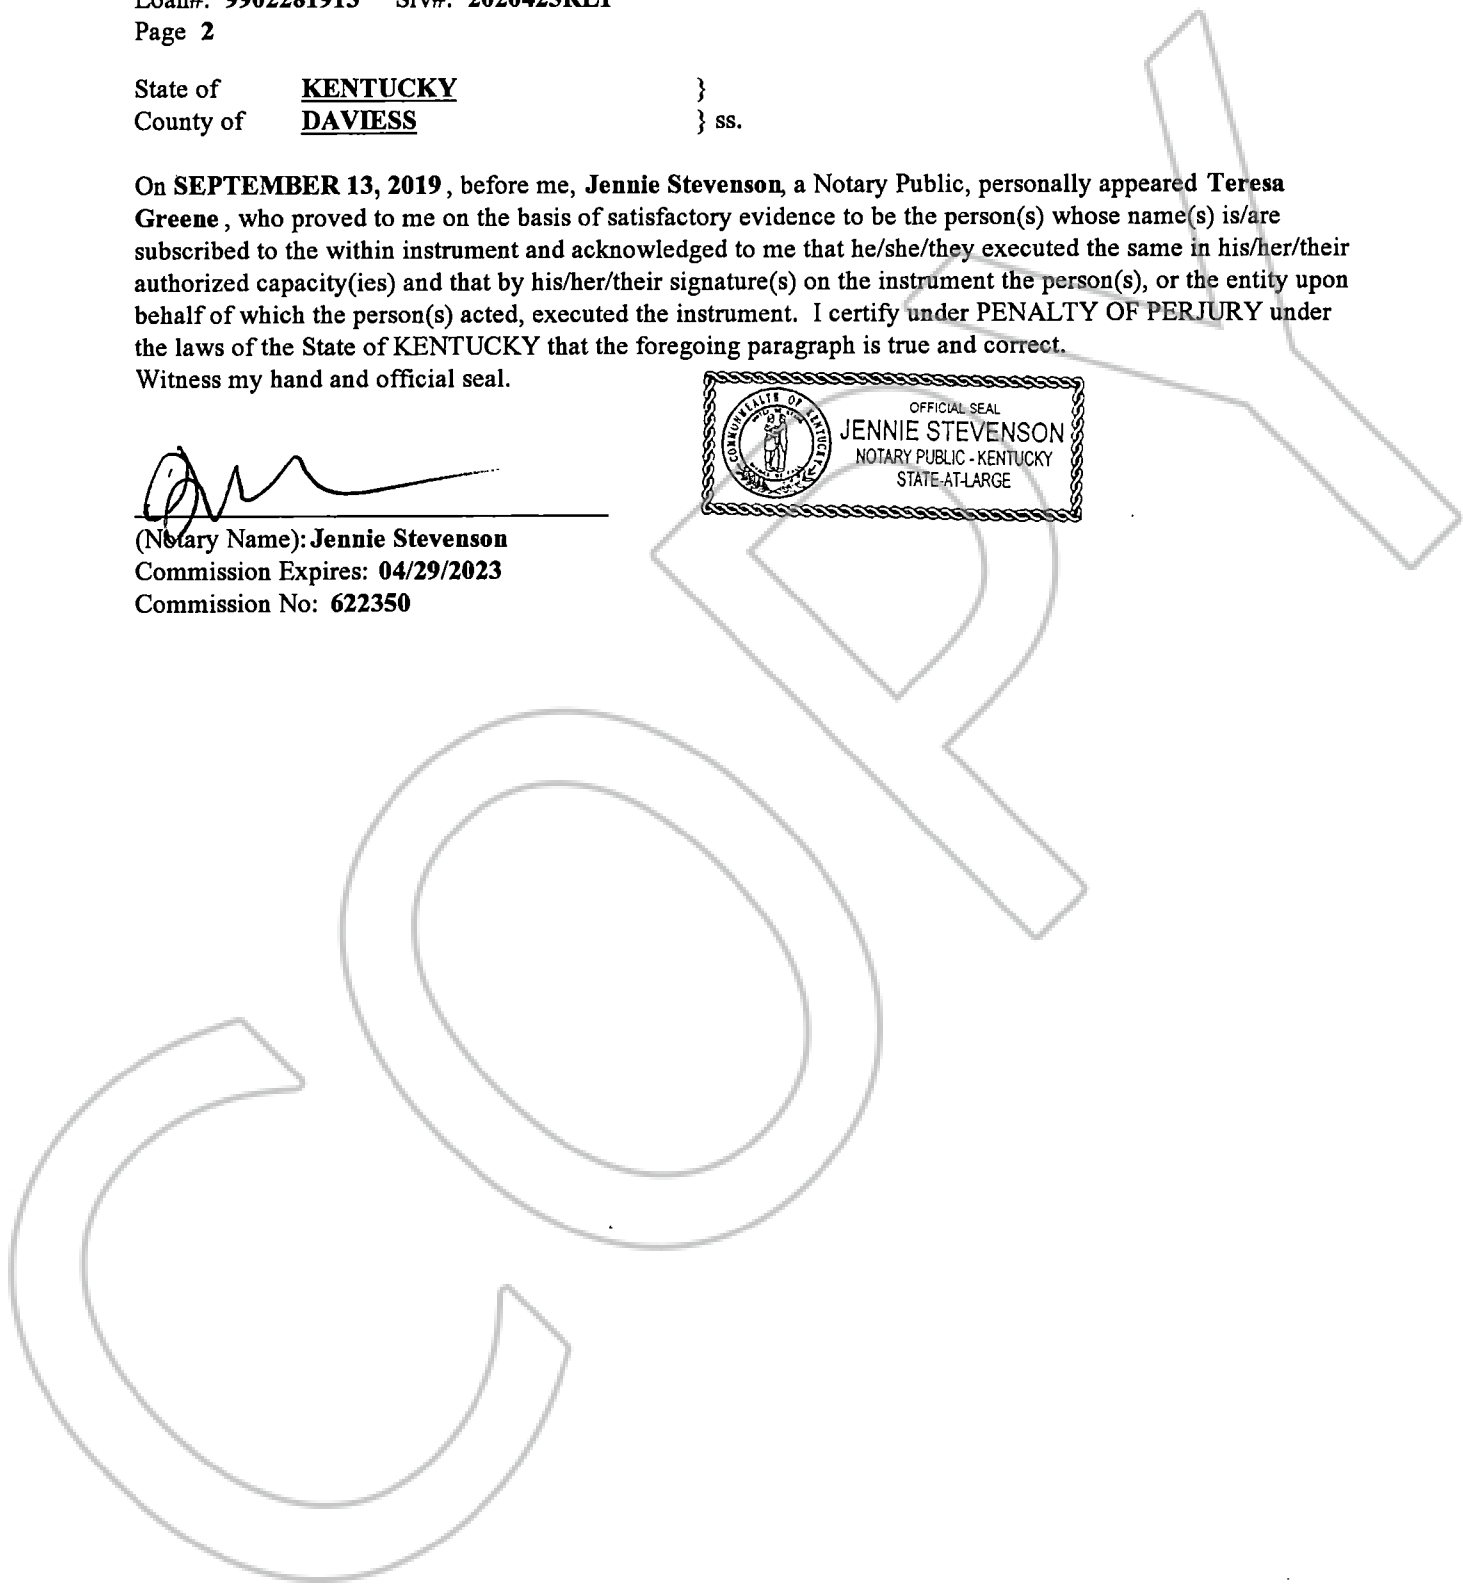 Page 2
State of KENTUCKY }
County of DAVIESS } ss.
On SEPTEMBER 13, 2019, before me, Jennie Stevenson, a Notary Public, personally appeared Teresa
Greene, who proved to me on the basis of satisfactory evidence to be the person(s) whose name(s) is/are
subscribed to the within instrument and acknowledged to me that he/she/they executed the same in his/her/their
authorized capacity(ies) and that by his/her/their signature(s) on the instrument the person(s), or the entity upon
behalf of which the person(s) acted, executed the instrument. I certify under PENALTY OF PERJURY under
the laws of the State of KENTUCKY that the foregoing paragraph is true and correct.
Witness my hand and official seal.
COMMONWEALTH OF KENTUCKY
OFFICIAL SEAL
JENNIE STEVENSON
NOTARY PUBLIC - KENTUCKY
STATE-AT-LARGE
(Notary Name): Jennie Stevenson
Commission Expires: 04/29/2023
Commission No: 622350
COPY